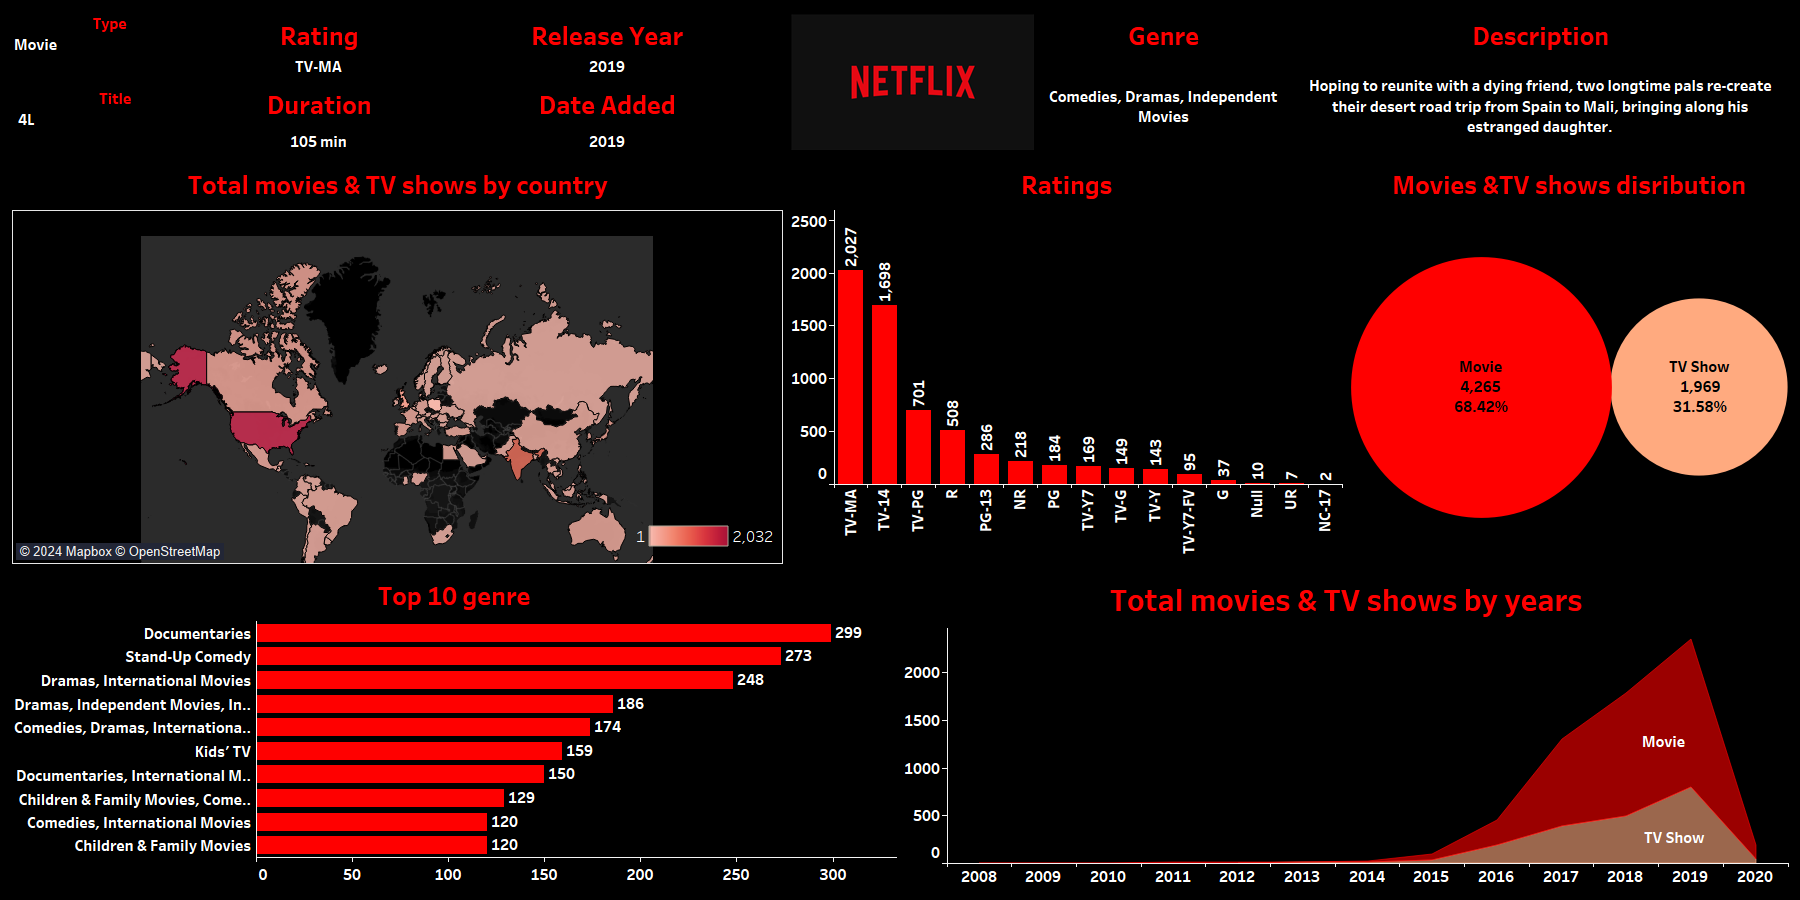 Type
Movie
Title
4L
Rating
TV-MA
Duration
105 min
Release Year
2019
Date Added
2019
NETFLIX
Genre
Comedies, Dramas, Independent
Movies
Description
Hoping to reunite with a dying friend, two longtime pals re-create
their desert road trip from Spain to Mali, bringing along his
estranged daughter.
Total movies & TV shows by country
© 2024 Mapbox © OpenStreetMap
1
2,032
Ratings
2500
2000
1500
1000
500
0
2,027
1,698
701
508
286
218
184
169
149
143
95
37
10
7
2
TV-MA
TV-14
TV-PG
R
PG-13
NR
PG
TV-Y7
TV-G
TV-Y
TV-Y7-FV
G
Null
UR
NC-17
Movies &TV shows disribution
Movie
4,265
68.42%
TV Show
1,969
31.58%
Top 10 genre
Documentaries 299
Stand-Up Comedy 273
Dramas, International Movies 248
Dramas, Independent Movies, In.. 186
Comedies, Dramas, Internationa.. 174
Kids’ TV 159
Documentaries, International M.. 150
Children & Family Movies, Come.. 129
Comedies, International Movies 120
Children & Family Movies 120
0 50 100 150 200 250 300
Total movies & TV shows by years
2000
1500
1000
500
0
Movie
TV Show
2008 2009 2010 2011 2012 2013 2014 2015 2016 2017 2018 2019 2020